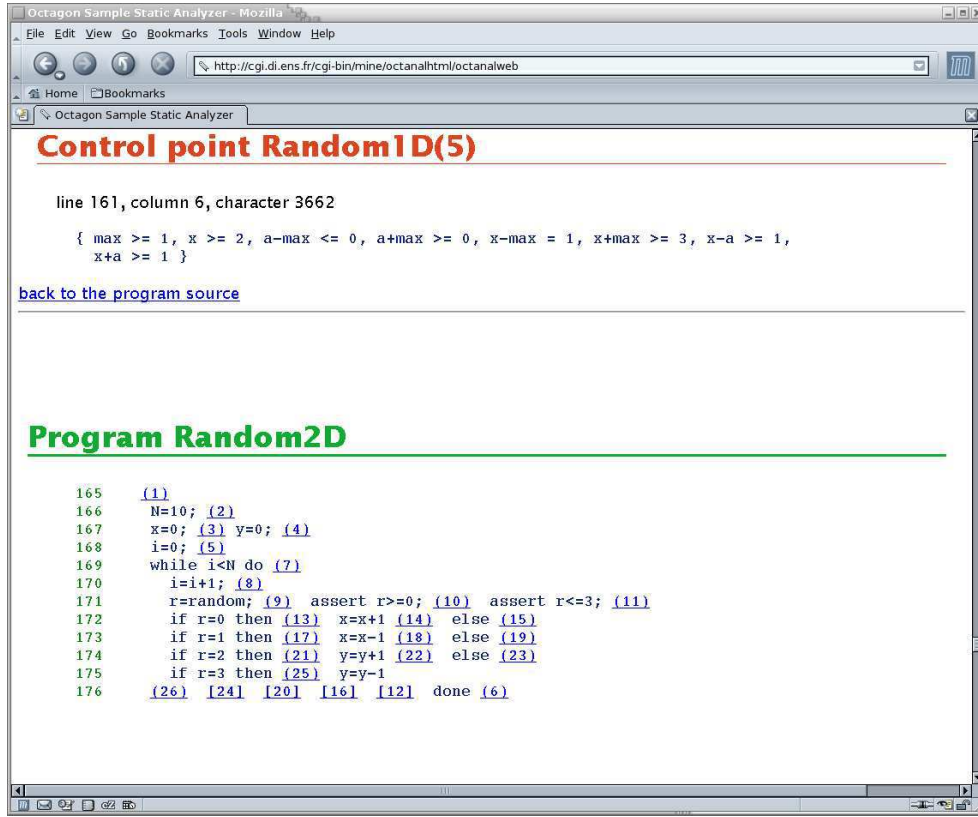 Octagon Sample Static Analyzer - Mozilla
File Edit View Go Bookmarks Tools Window Help
http://cgi.di.ens.fr/cgi-bin/mine/octanalhtml/octanalweb
Home Bookmarks
Octagon Sample Static Analyzer
Control point Random1D(5)
line 161, column 6, character 3662
{ max >= 1, x >= 2, a-max <= 0, a+max >= 0, x-max = 1, x+max >= 3, x-a >= 1,
x+a >= 1 }
back to the program source
Program Random2D
165 (1)
166 N=10; (2)
167 x=0; (3) y=0; (4)
168 i=0; (5)
169 while i<N do (7)
170 i=i+1; (8)
171 r=random; (9) assert r>=0; (10) assert r<=3; (11)
172 if r=0 then (13) x=x+1 (14) else (15)
173 if r=1 then (17) x=x-1 (18) else (19)
174 if r=2 then (21) y=y+1 (22) else (23)
175 if r=3 then (25) y=y-1
176 (26) [24] [20] [16] [12] done (6)